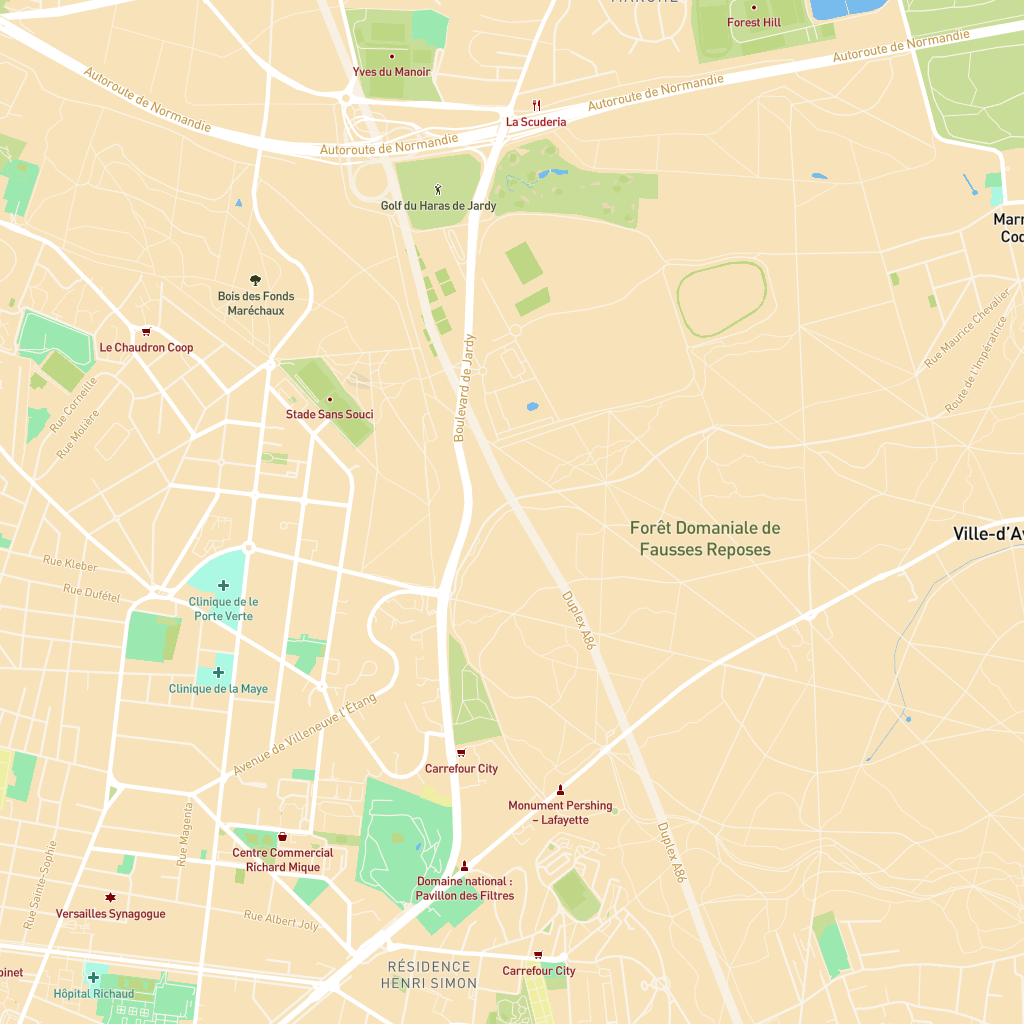 MARCHE
Forest Hill
Autoroute de Normandie
Yves du Manoir
Autoroute de Normandie
Autoroute de Normandie
La Scuderia
Autoroute de Normandie
Golf du Haras de Jardy
Marn
Coq
Bois des Fonds
Maréchaux
Le Chaudron Coop
Rue Maurice Chevalier
Route de l'Impératrice
Boulevard de Jardy
Rue Corneille
Rue Molière
Stade Sans Souci
Forêt Domaniale de
Fausses Reposes
Ville-d'Av
Rue Kleber
Rue Dufétel
Clinique de le
Porte Verte
Duplex A86
Clinique de la Maye
Avenue de Villeneuve l'Étang
Carrefour City
Monument Pershing
– Lafayette
Rue Magenta
Duplex A86
Centre Commercial
Richard Mique
Rue Sainte-Sophie
Domaine national :
Pavillon des Filtres
Versailles Synagogue
Rue Albert Joly
RÉSIDENCE
HENRI SIMON
Carrefour City
binet
Hôpital Richaud